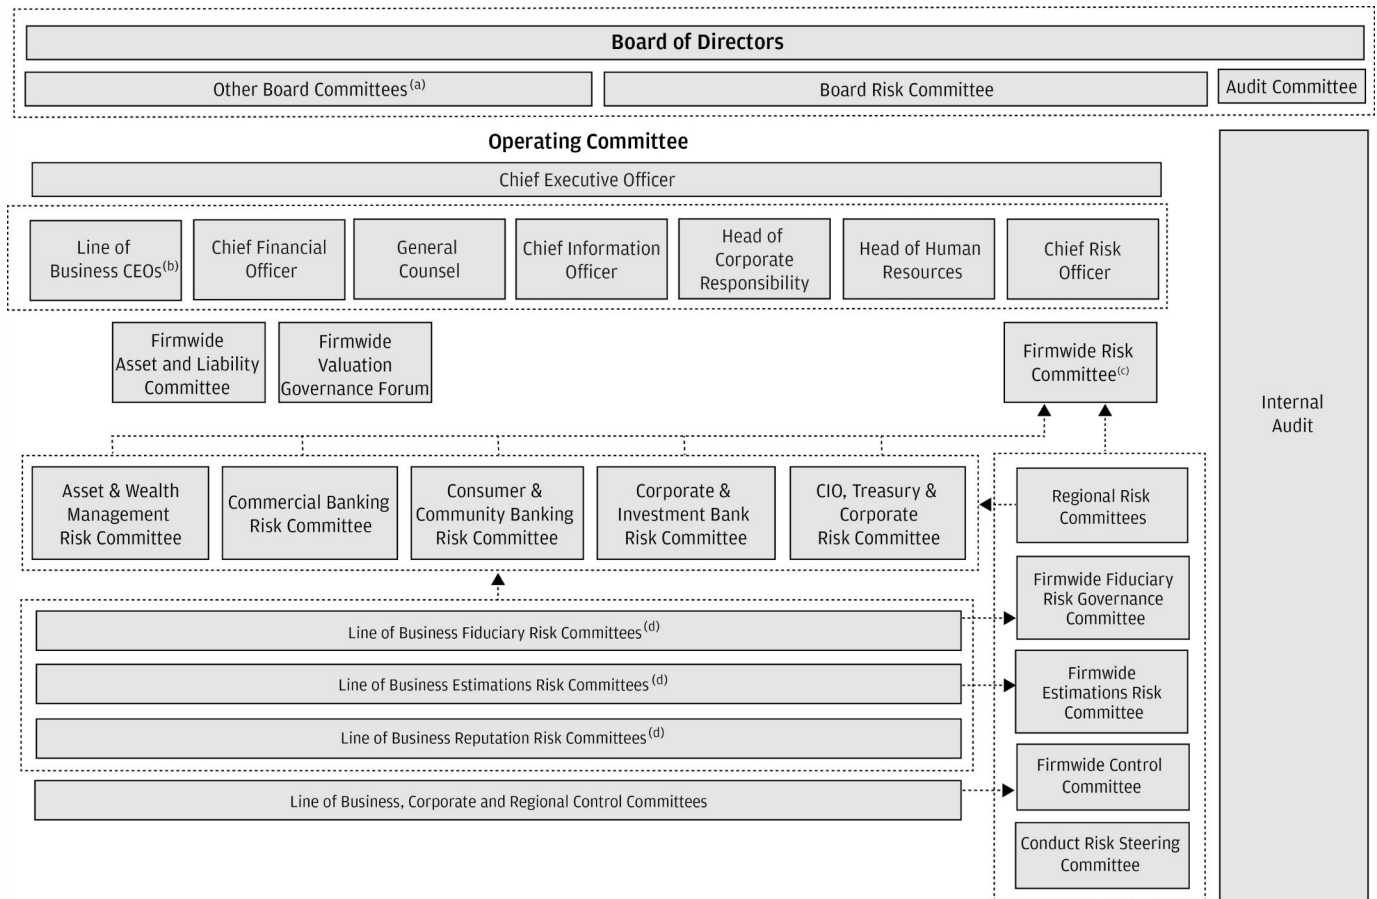 Board of Directors
Other Board Committees(a)
Board Risk Committee
Audit Committee
Operating Committee
Chief Executive Officer
Line of
Business CEOs(b)
Chief Financial
Officer
General
Counsel
Chief Information
Officer
Head of
Corporate
Responsibility
Head of Human
Resources
Chief Risk
Officer
Firmwide
Asset and Liability
Committee
Firmwide
Valuation
Governance Forum
Firmwide Risk
Committee(c)
Internal
Audit
Asset & Wealth
Management
Risk Committee
Commercial Banking
Risk Committee
Consumer &
Community Banking
Risk Committee
Corporate &
Investment Bank
Risk Committee
CIO, Treasury &
Corporate
Risk Committee
Regional Risk
Committees
Firmwide Fiduciary
Risk Governance
Committee
Line of Business Fiduciary Risk Committees(d)
Line of Business Estimations Risk Committees(d)
Firmwide
Estimations Risk
Committee
Line of Business Reputation Risk Committees(d)
Firmwide Control
Committee
Line of Business, Corporate and Regional Control Committees
Conduct Risk Steering
Committee